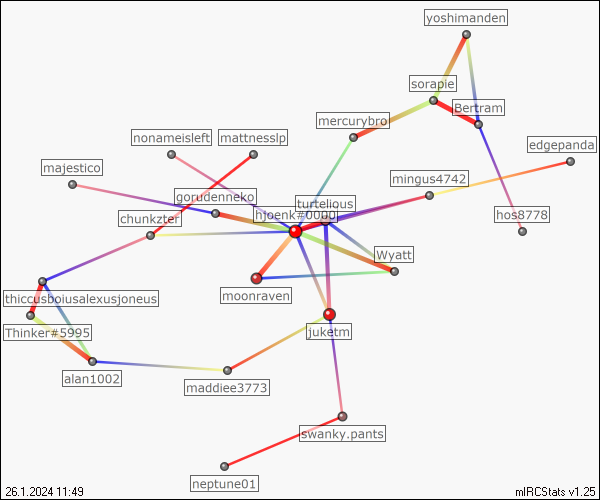 yoshimanden
sorapie
Bertram
mercurybro
nonameisleft mattnesslp
edgepanda
majestico
mingus4742
gorudenneko
turtelious
hjoenk#0000
chunkzter
hos8778
Wyatt
moonraven
thiccusboiusalexusjoneus
Thinker#5995
juketm
alan1002
maddiee3773
swanky.pants
neptune01
26.1.2024 11:49
mIRCStats v1.25